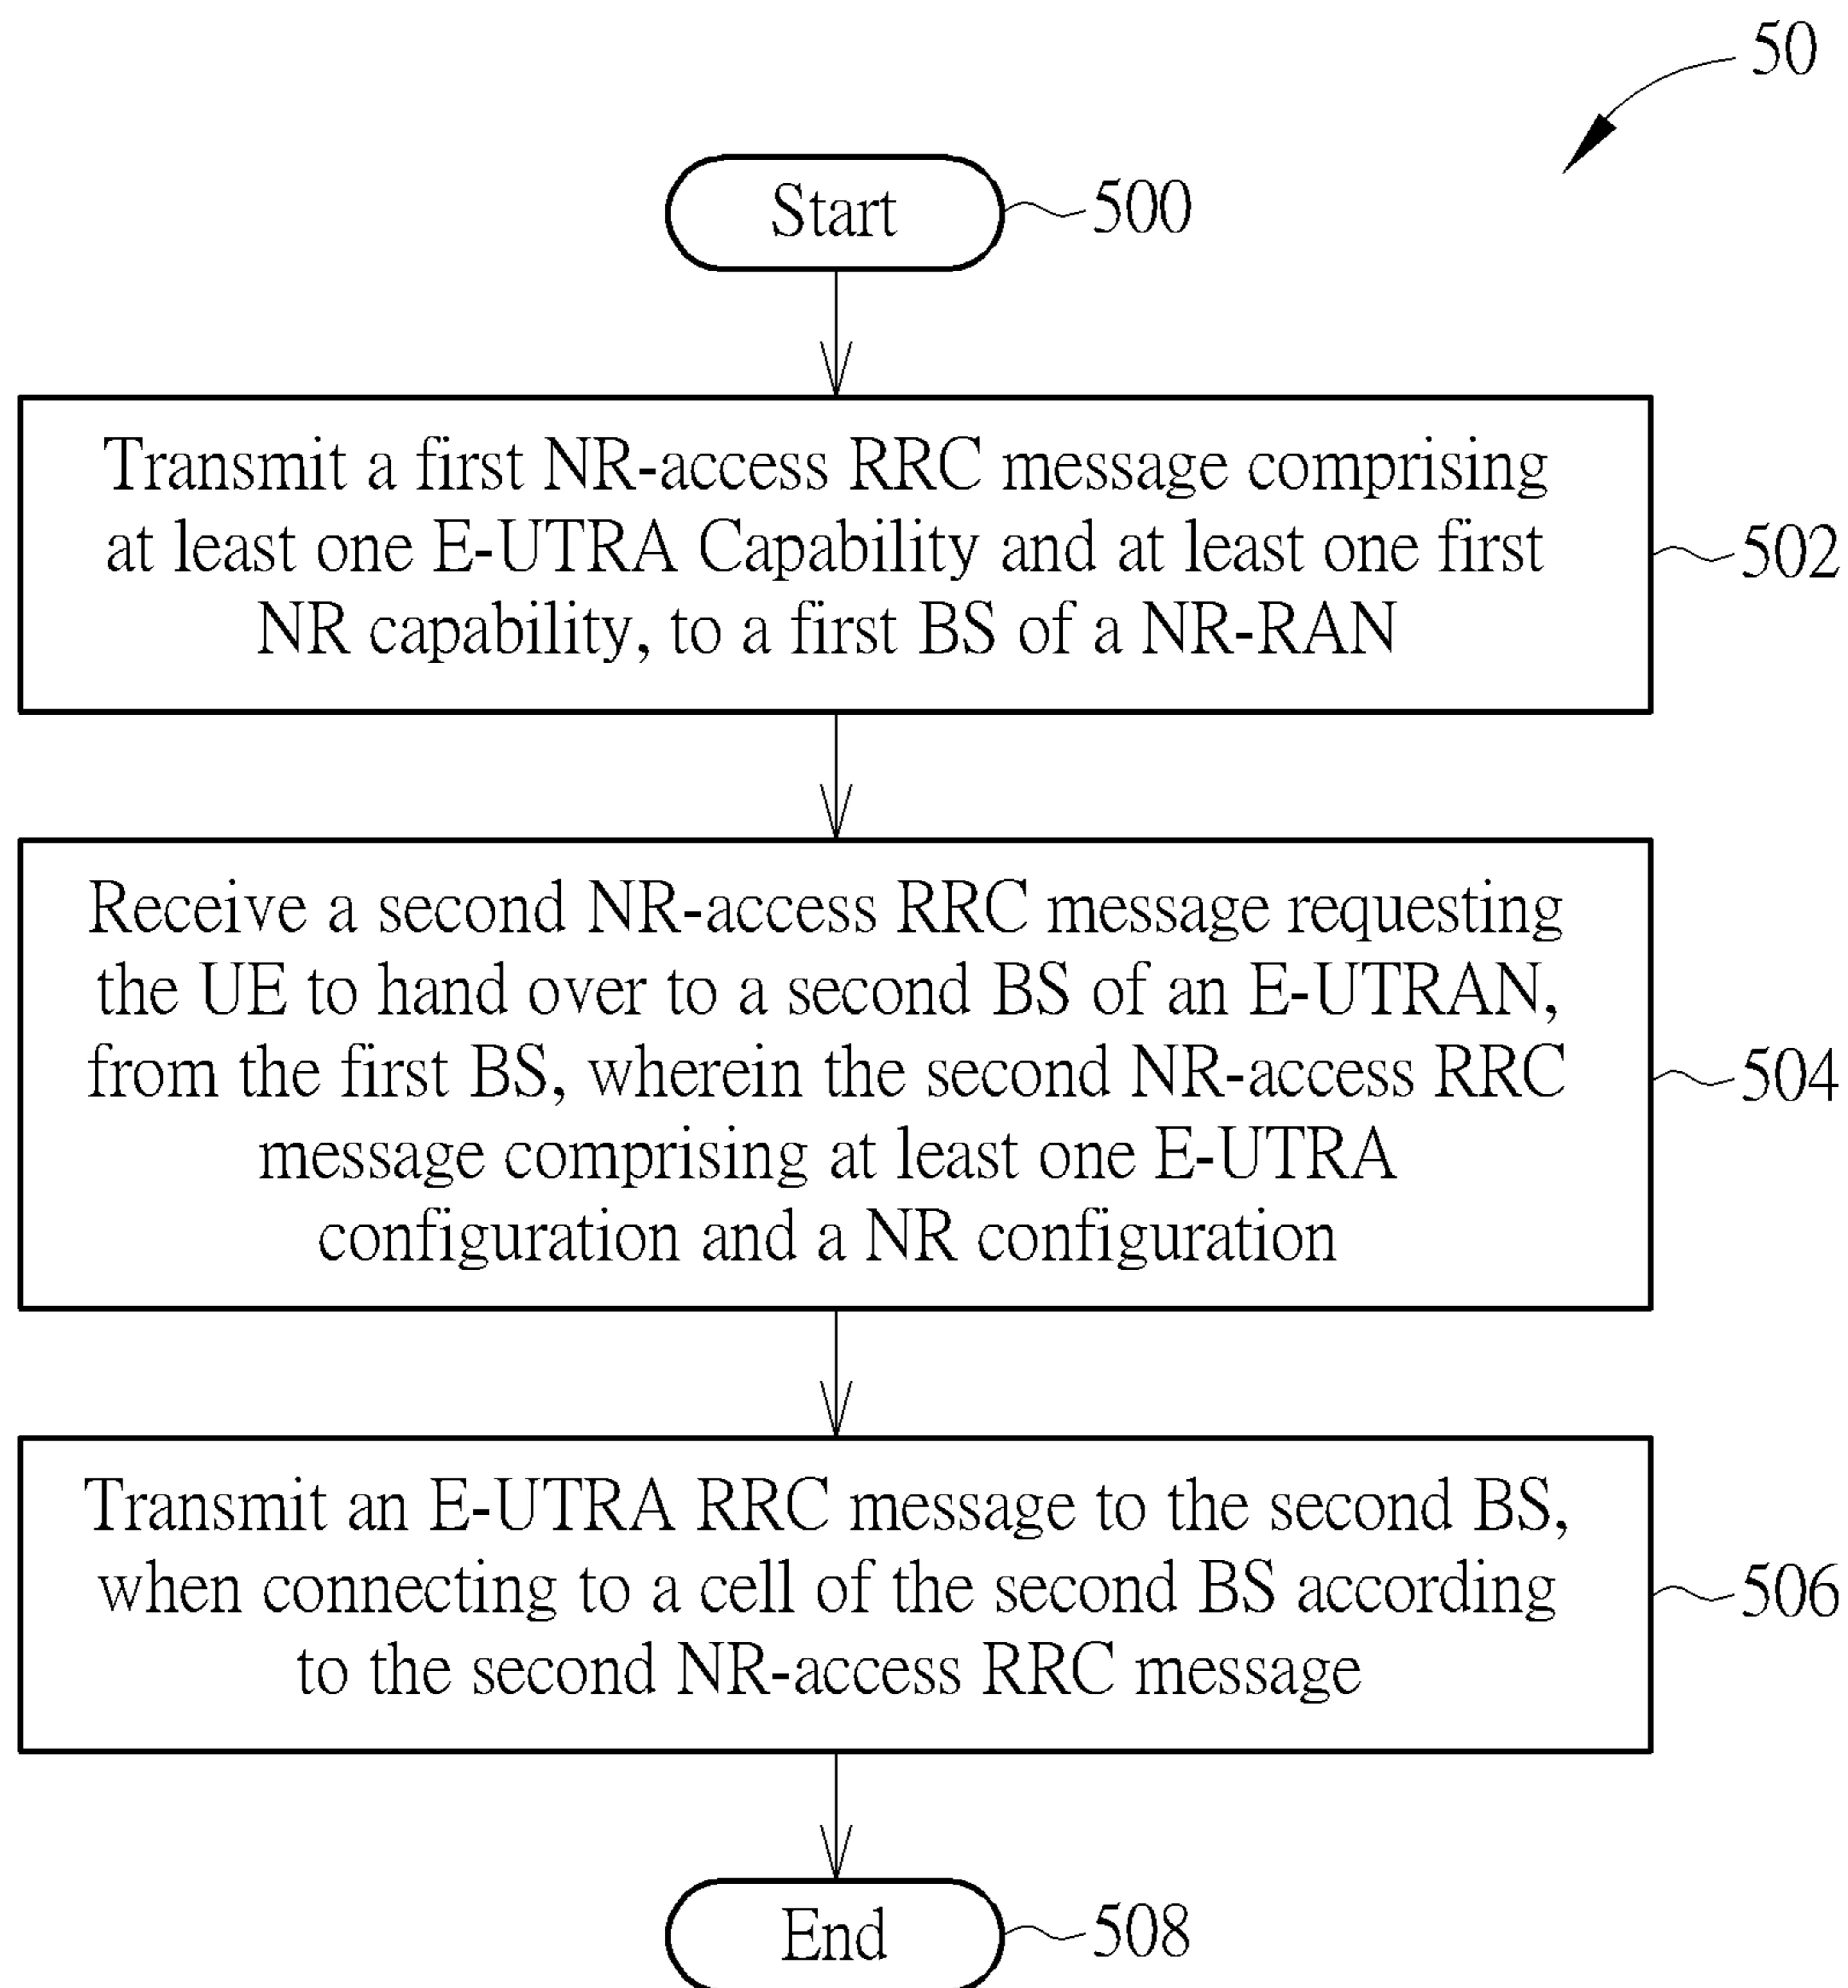 50
Start
500
Transmit a first NR-access RRC message comprising
at least one E-UTRA Capability and at least one first
NR capability, to a first BS of a NR-RAN
502
Receive a second NR-access RRC message requesting
the UE to hand over to a second BS of an E-UTRAN,
from the first BS, wherein the second NR-access RRC
message comprising at least one E-UTRA
configuration and a NR configuration
504
Transmit an E-UTRA RRC message to the second BS,
when connecting to a cell of the second BS according
to the second NR-access RRC message
506
End
508